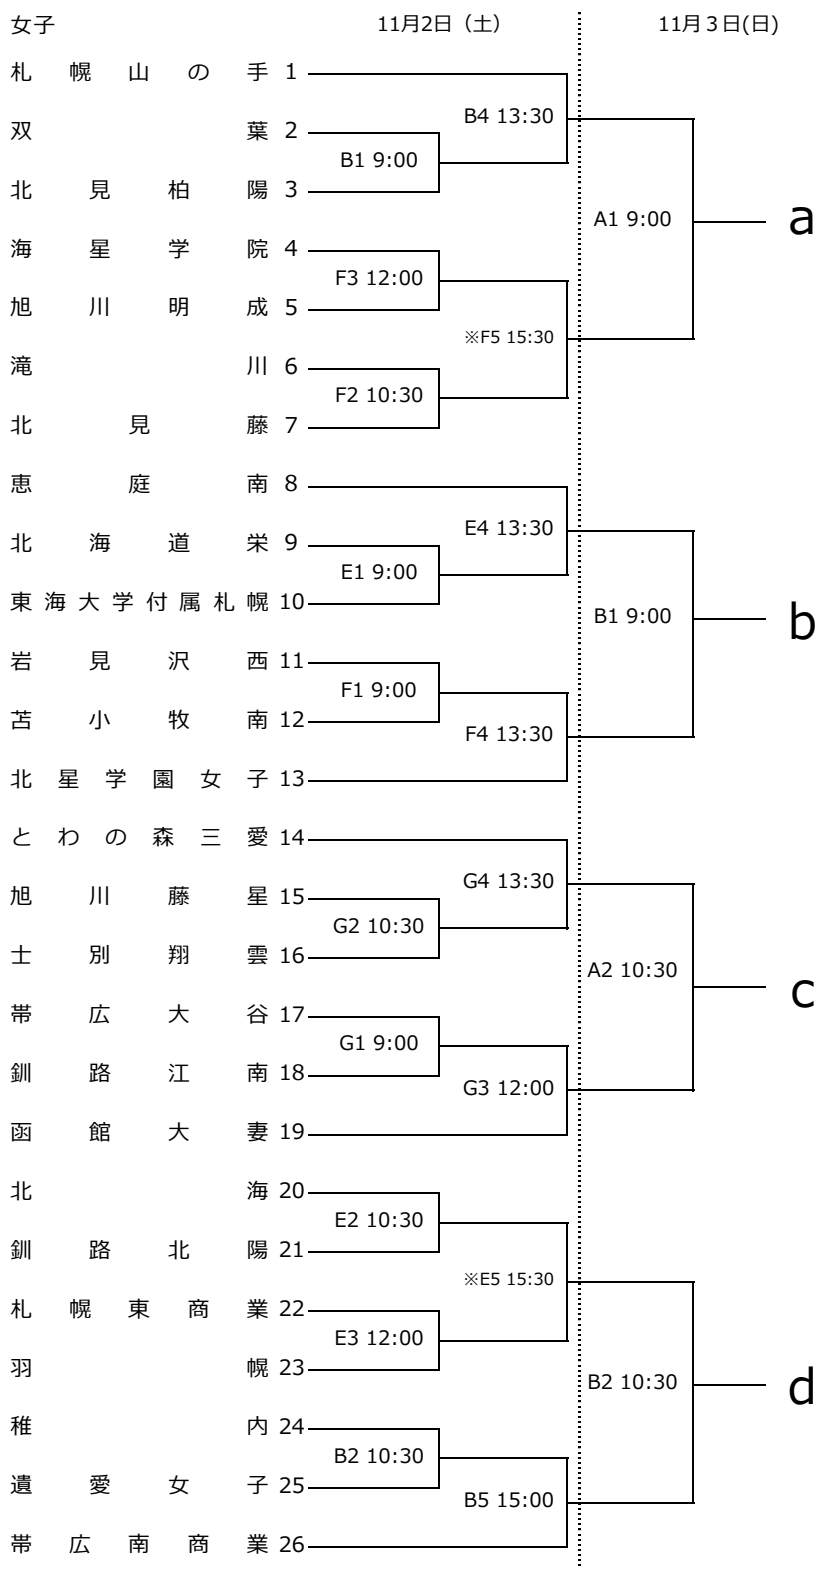 女子 11月2日（土） 11月３日(日)
札幌山の手 1
B4 13:30
双葉 2
B1 9:00
北見柏陽 3
A1 9:00 a
海星学院 4
F3 12:00
旭川明成 5
※F5 15:30
滝川 6
F2 10:30
北見藤 7
恵庭南 8
E4 13:30
北海道栄 9
E1 9:00
東海大学付属札幌 10
B1 9:00 b
岩見沢西 11
F1 9:00
苫小牧南 12
F4 13:30
北星学園女子 13
とわの森三愛 14
G4 13:30
旭川藤星 15
G2 10:30
士別翔雲 16
A2 10:30 c
帯広大谷 17
G1 9:00
釧路江南 18
G3 12:00
函館大妻 19
北海 20
E2 10:30
釧路北陽 21
※E5 15:30
札幌東商業 22
E3 12:00
羽幌 23
B2 10:30 d
稚内 24
B2 10:30
遺愛女子 25
B5 15:00
帯広南商業 26